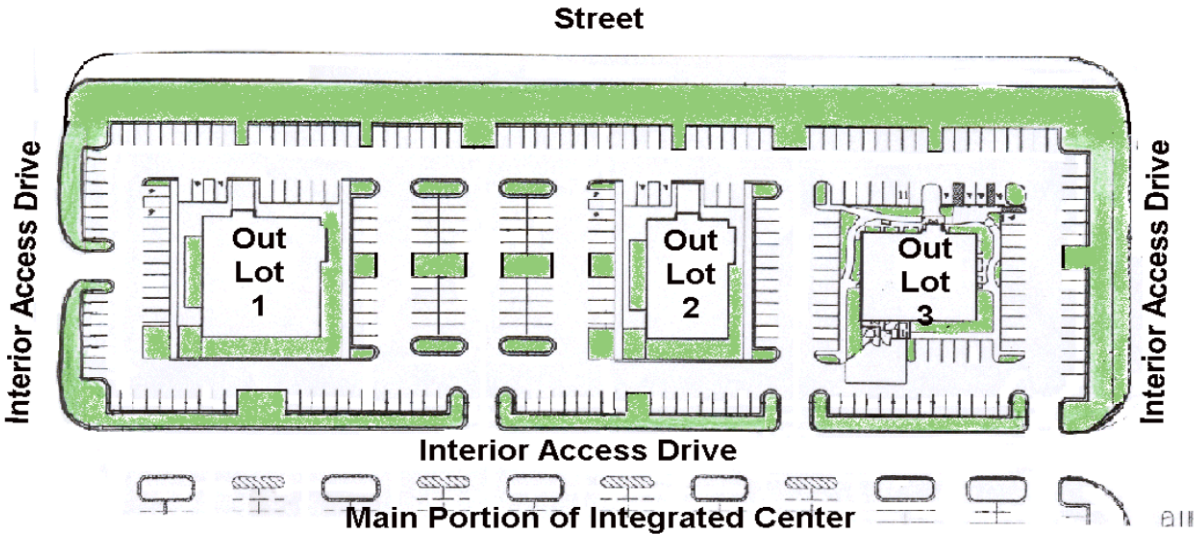 Street
Interior Access Drive
Interior Access Drive
Out
Lot
1
Out
Lot
2
Out
Lot
3
Interior Access Drive
Main Portion of Integrated Center